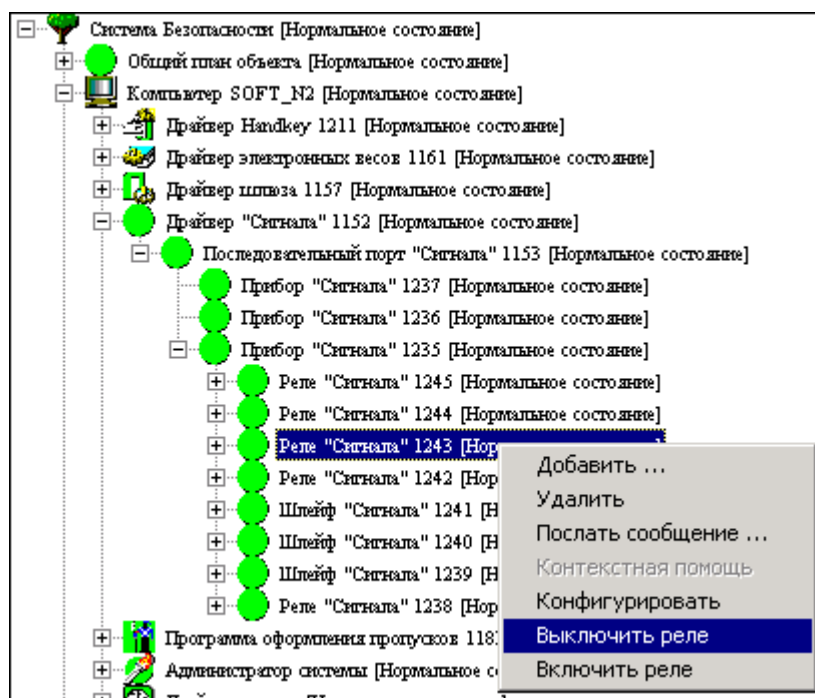 Система Безопасности [Нормальное состояние]
Общий план объекта [Нормальное состояние]
Компьютер SOFT_N2 [Нормальное состояние]
Драйвер Handkey 1211 [Нормальное состояние]
Драйвер электронных весов 1161 [Нормальное состояние]
Драйвер шлюза 1157 [Нормальное состояние]
Драйвер "Сигнала" 1152 [Нормальное состояние]
Последовательный порт "Сигнала" 1153 [Нормальное состояние]
Прибор "Сигнала" 1237 [Нормальное состояние]
Прибор "Сигнала" 1236 [Нормальное состояние]
Прибор "Сигнала" 1235 [Нормальное состояние]
Реле "Сигнала" 1245 [Нормальное состояние]
Реле "Сигнала" 1244 [Нормальное состояние]
Реле "Сигнала" 1243 [Нор
Реле "Сигнала" 1242 [Нор
Шлейф "Сигнала" 1241 [Н
Шлейф "Сигнала" 1240 [Н
Шлейф "Сигнала" 1239 [Н
Реле "Сигнала" 1238 [Нор
Программа оформления пропусков 118
Администратор системы [Нормальное с
Добавить ...
Удалить
Послать сообщение ...
Контекстная помощь
Конфигурировать
Выключить реле
Включить реле